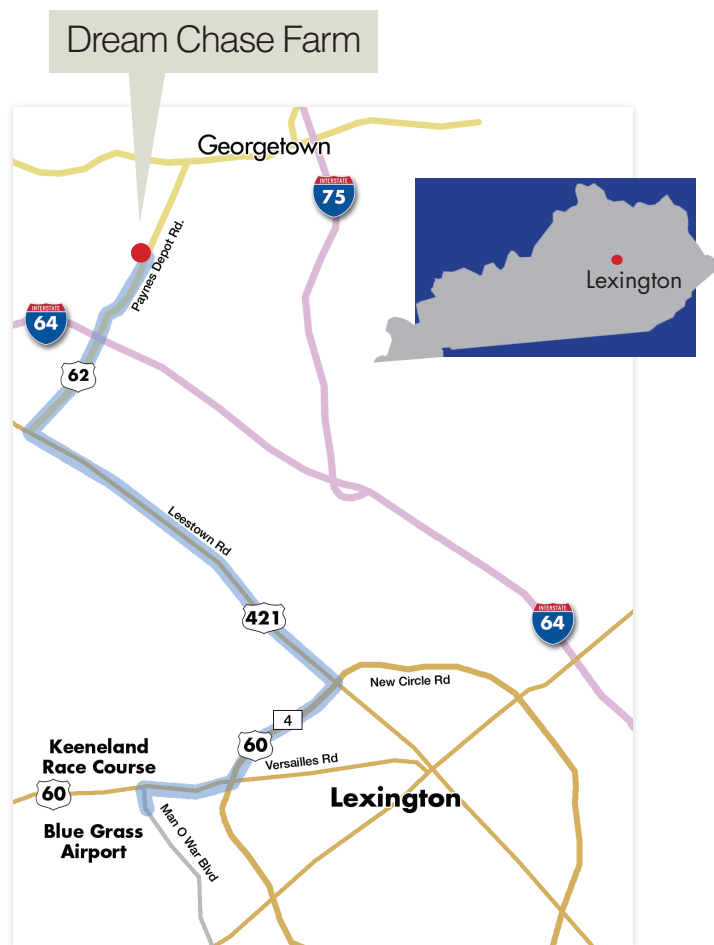 Dream Chase Farm
Georgetown
INTERSTATE
75
Paynes Depot Rd.
Lexington
INTERSTATE
64
62
Leestown Rd
421
INTERSTATE
64
New Circle Rd
4
60
Versailles Rd
Keeneland
Race Course
60
Lexington
Blue Grass
Airport
Man O War Blvd